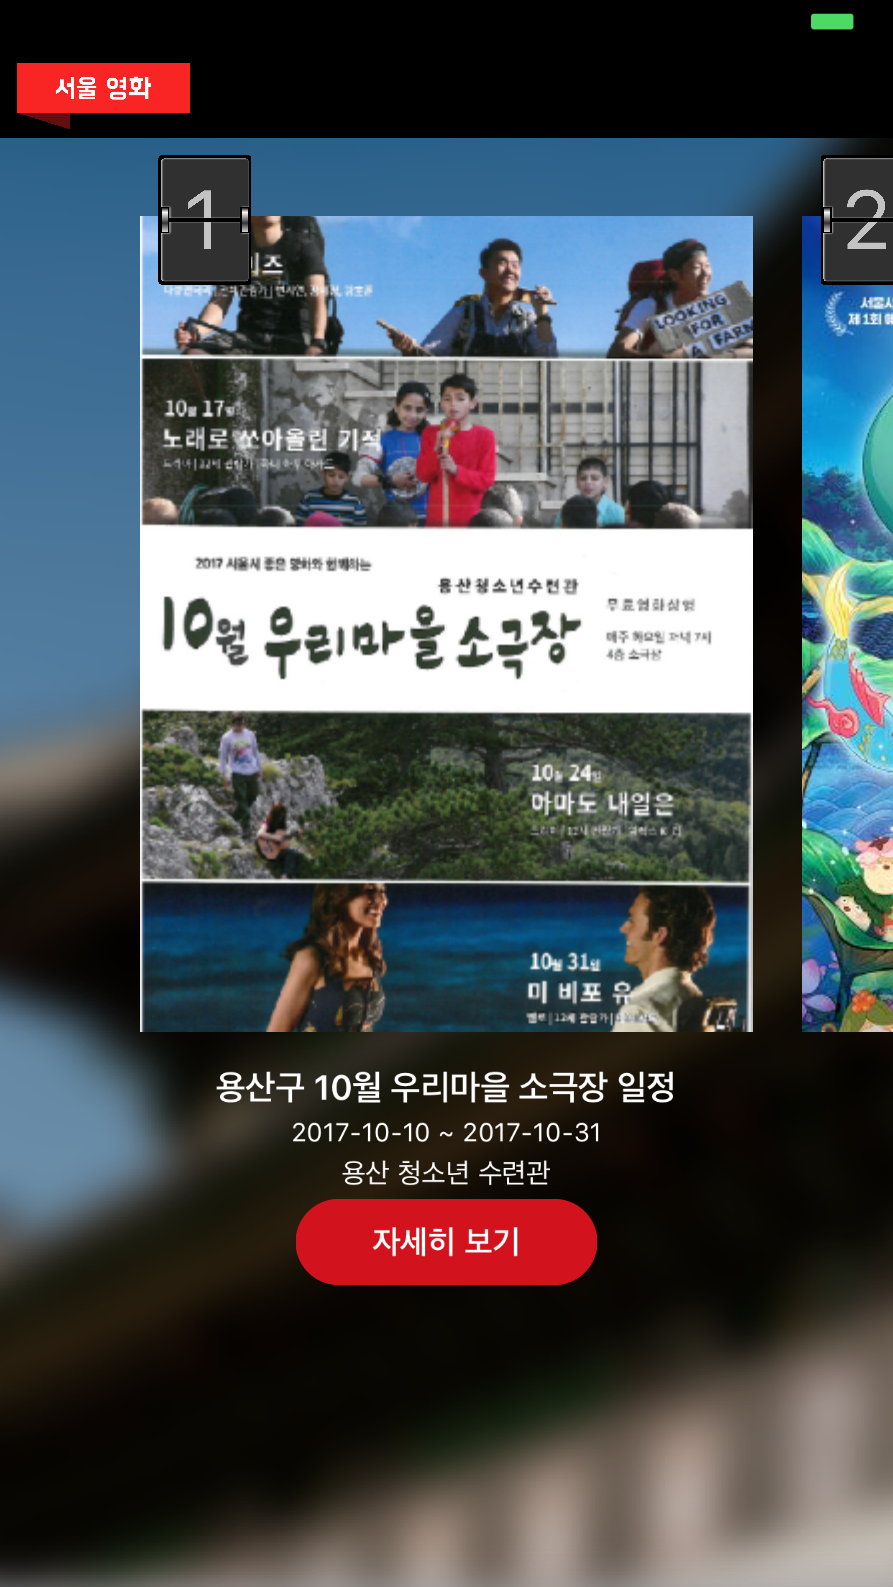 서울 영화
1
2
즈
LOOKING
FOR
A FARM
서울시
제 1회
10월 17일
노래로 쏘아올린 기적
2017 서울시 좋은 영화와 함께하는
용산청소년수련관
10월 우리마을 소극장
무료영화상영
매주 화요일 저녁 7시
4층 소극장
10월 24일
아마도 내일은
10월 31일
미 비포 유
용산구 10월 우리마을 소극장 일정
2017-10-10 ~ 2017-10-31
용산 청소년 수련관
자세히 보기